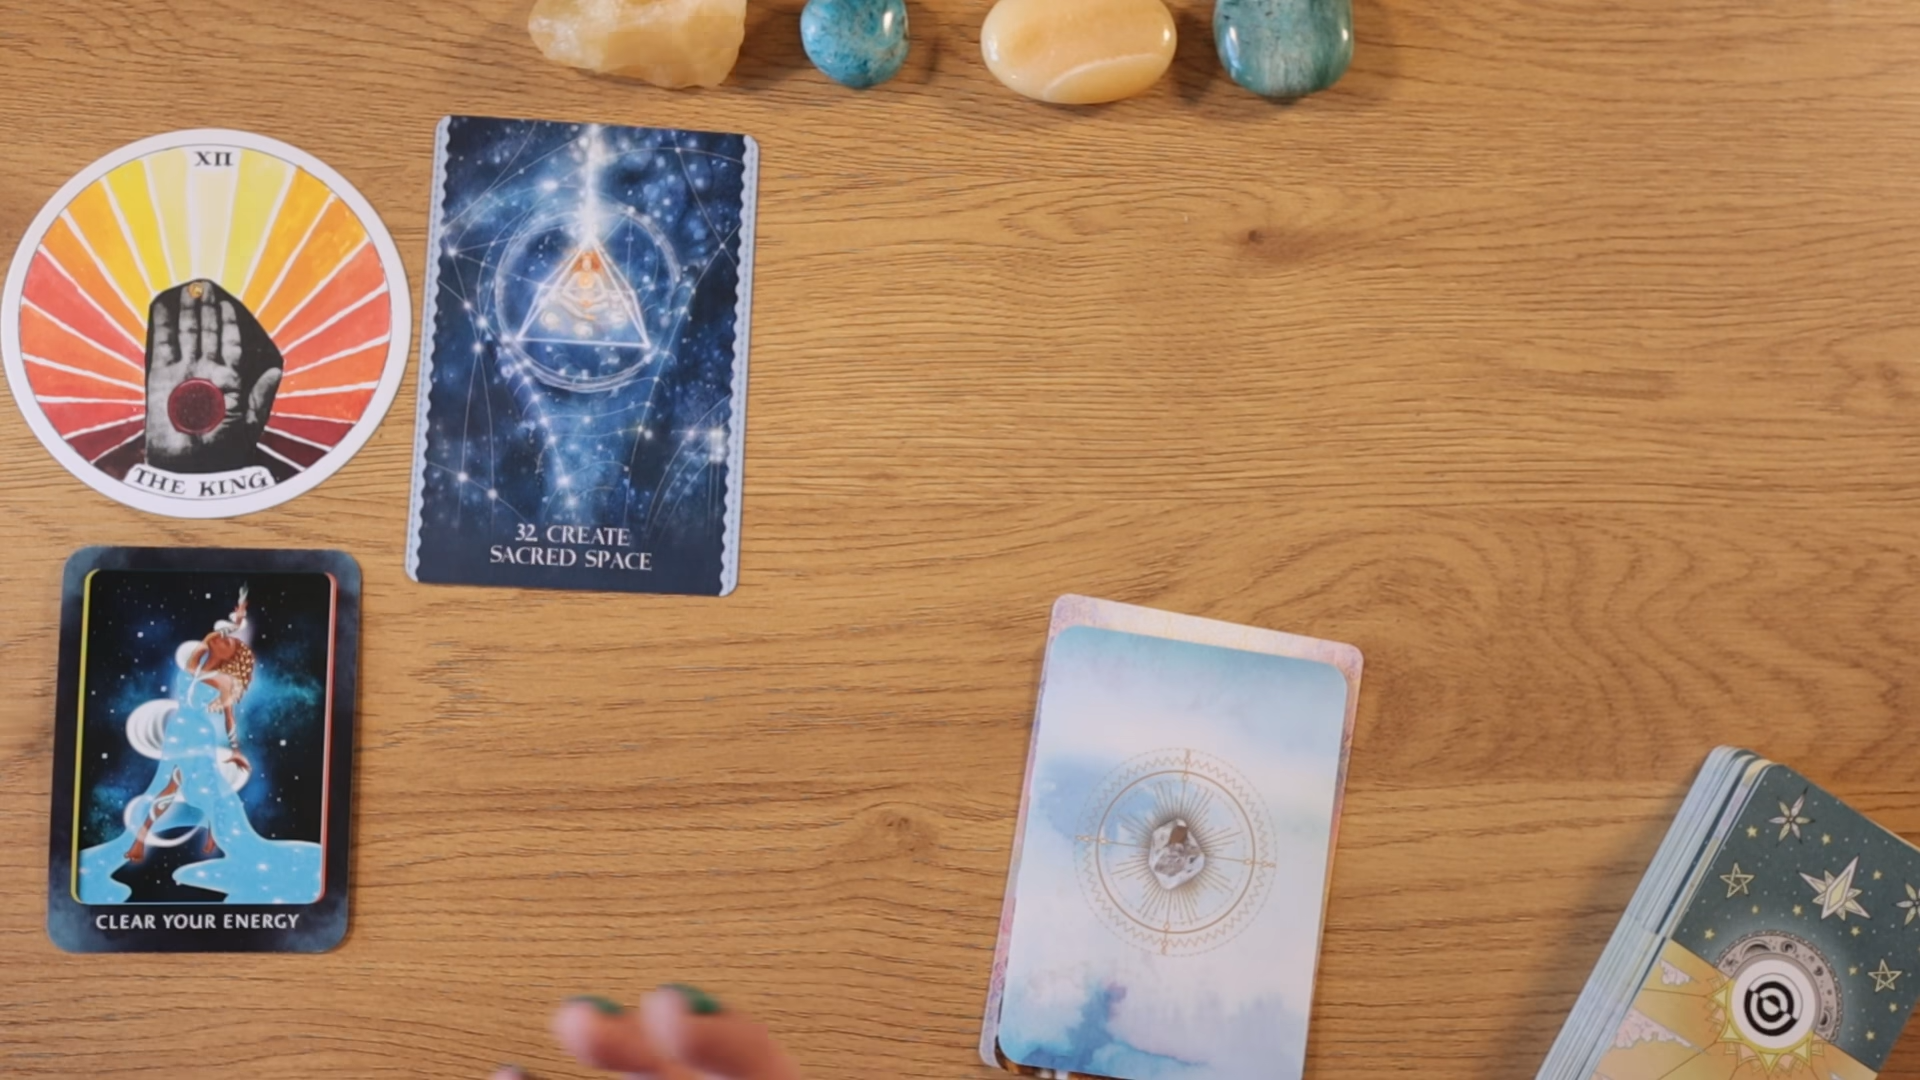 XII
THE KING
32 CREATE
SACRED SPACE
CLEAR YOUR ENERGY